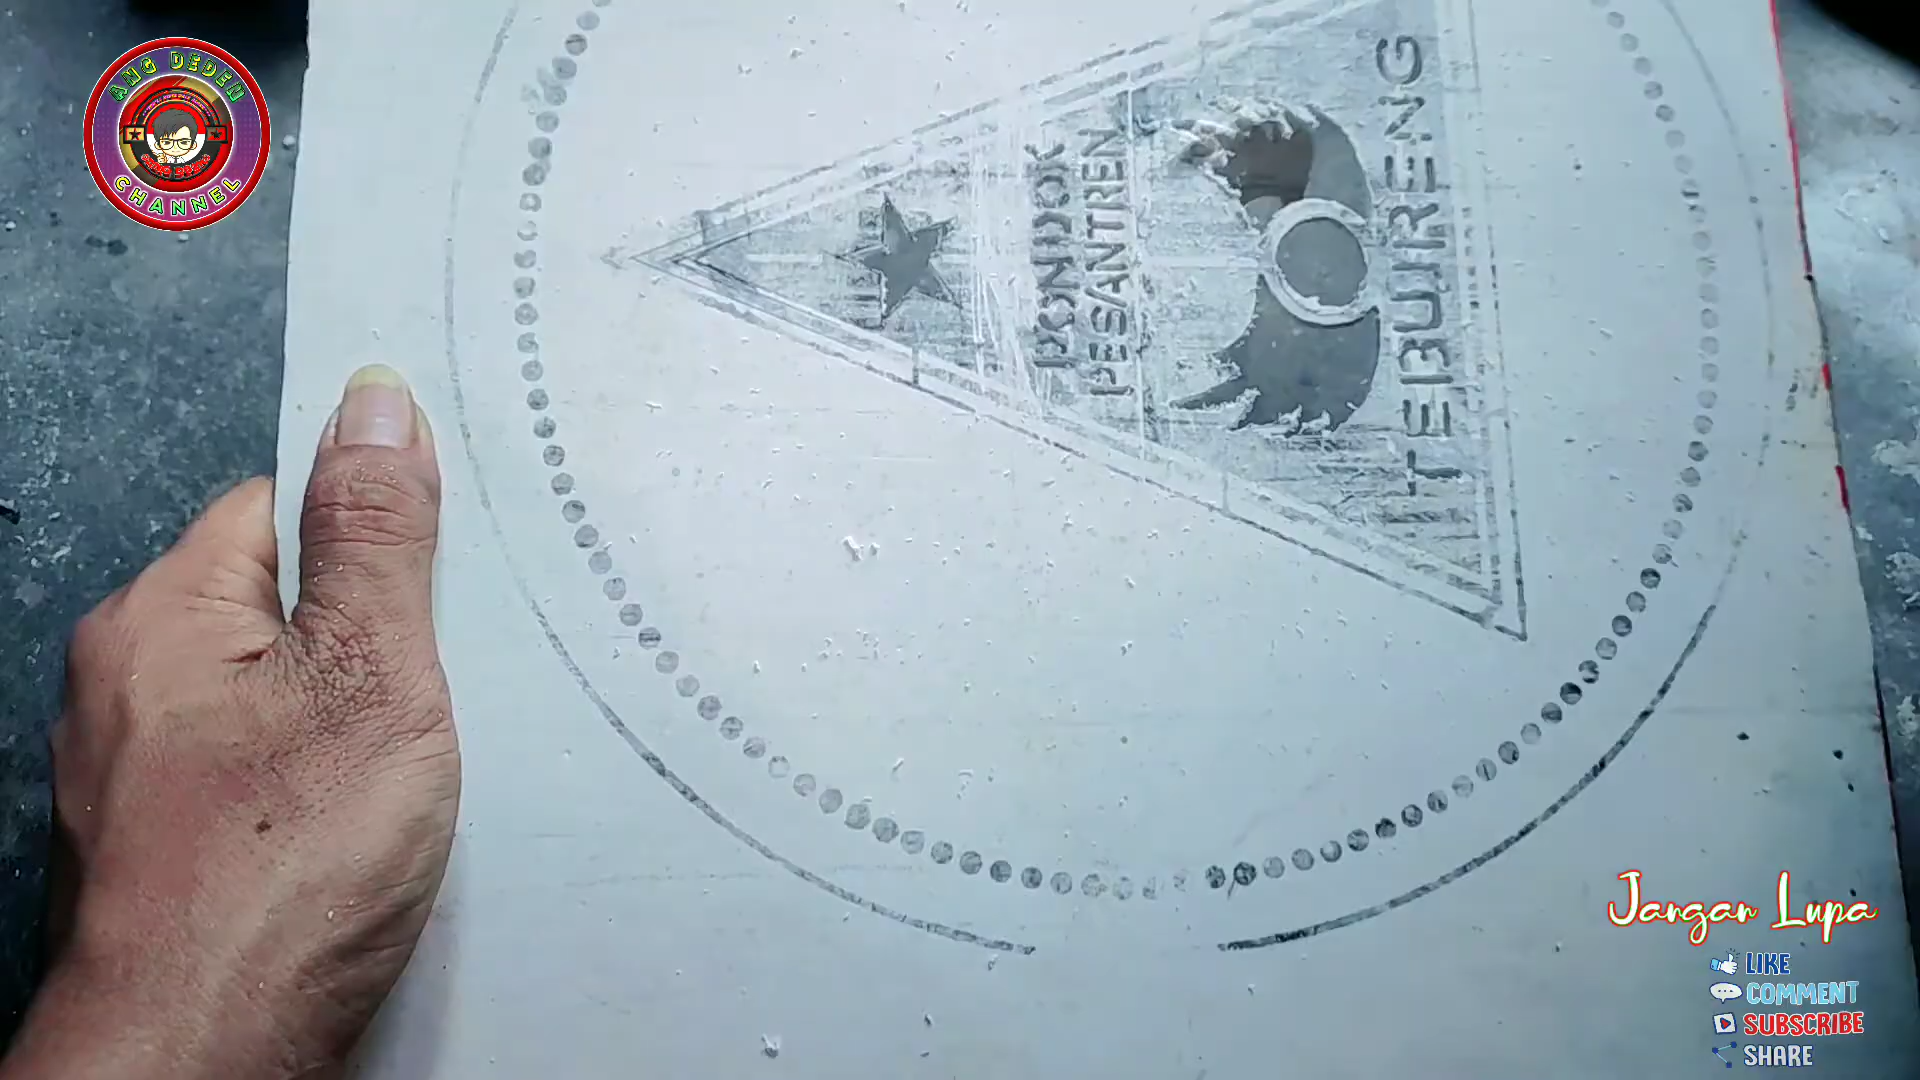 ANG DEDEN
CHANNEL
PONDOK
PESANTREN
TEBUIRENG
Jangan Lupa
LIKE
COMMENT
SUBSCRIBE
SHARE